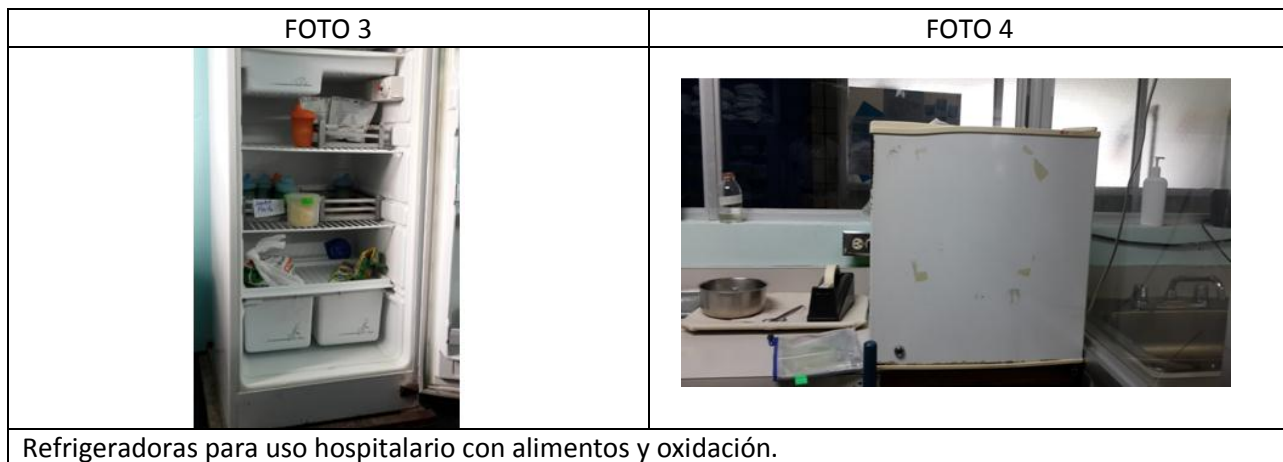 FOTO 3
FOTO 4
Refrigeradoras para uso hospitalario con alimentos y oxidación.